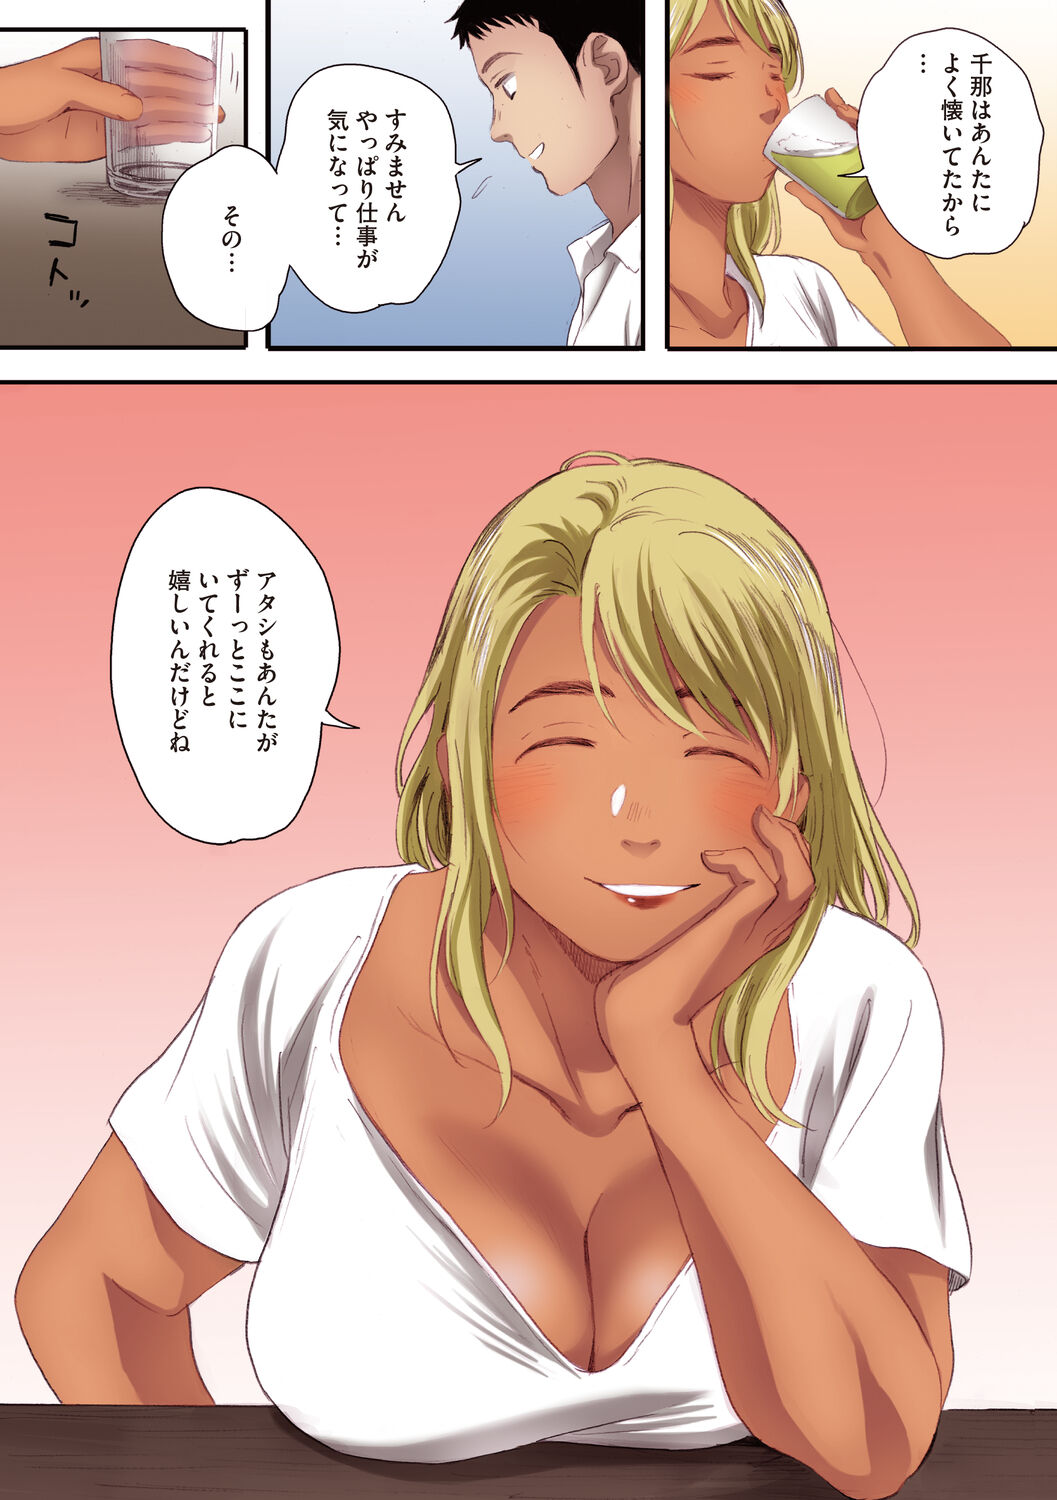 千那はあんたに
よく懐いてたから
…
すみません
やっぱり仕事が
気になって…
その…
コトッ
アタシもあんたが
ずーっとここに
いてくれると
嬉しいんだけどね